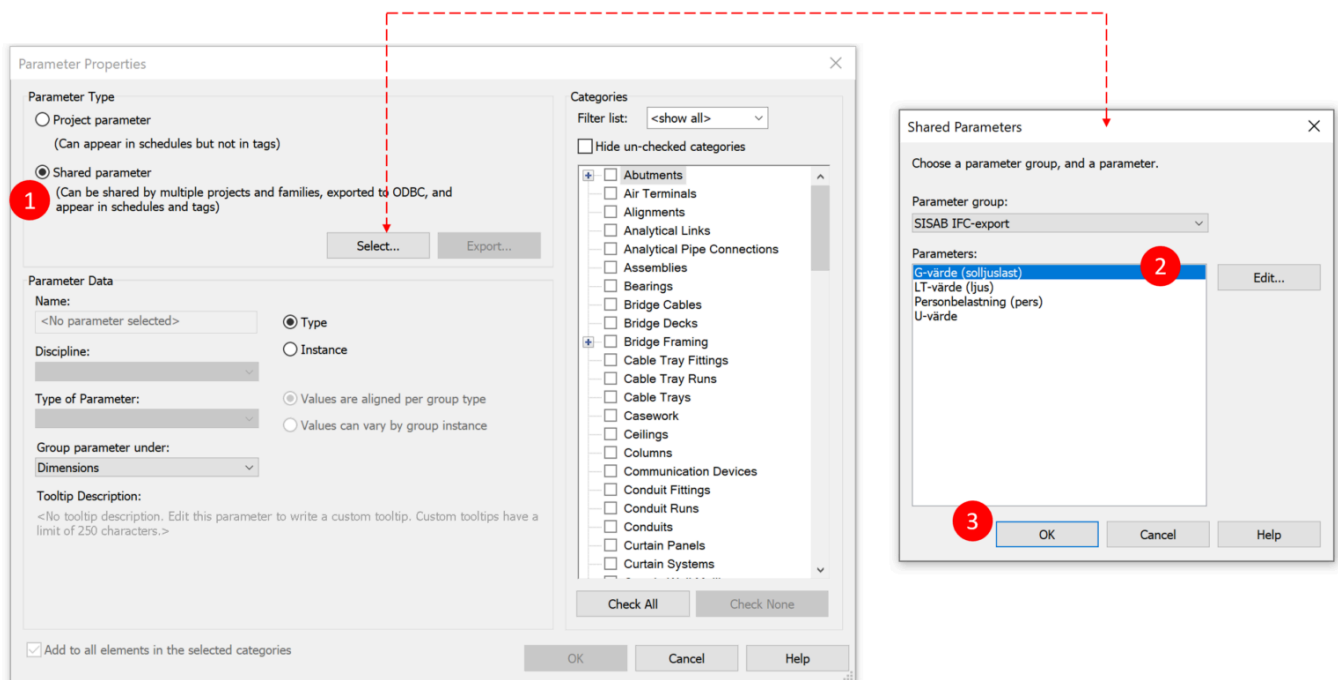 Parameter Properties
Parameter Type
Project parameter
(Can appear in schedules but not in tags)
Shared parameter
1
(Can be shared by multiple projects and families, exported to ODBC, and
appear in schedules and tags)
Select...
Export...
Parameter Data
Name:
<No parameter selected>
Type
Discipline:
Instance
Type of Parameter:
Values are aligned per group type
Values can vary by group instance
Group parameter under:
Dimensions
Tooltip Description:
<No tooltip description. Edit this parameter to write a custom tooltip. Custom tooltips have a
limit of 250 characters.>
Add to all elements in the selected categories
Categories
Filter list:
<show all>
Hide un-checked categories
Abutments
Air Terminals
Alignments
Analytical Links
Analytical Pipe Connections
Assemblies
Bearings
Bridge Cables
Bridge Decks
Bridge Framing
Cable Tray Fittings
Cable Tray Runs
Cable Trays
Casework
Ceilings
Columns
Communication Devices
Conduit Fittings
Conduit Runs
Conduits
Curtain Panels
Curtain Systems
Check All
Check None
OK
Cancel
Help
Shared Parameters
Choose a parameter group, and a parameter.
Parameter group:
SISAB IFC-export
Parameters:
2
G-värde (solljuslast)
LT-värde (ljus)
Personbelastning (pers)
U-värde
Edit...
3
OK
Cancel
Help